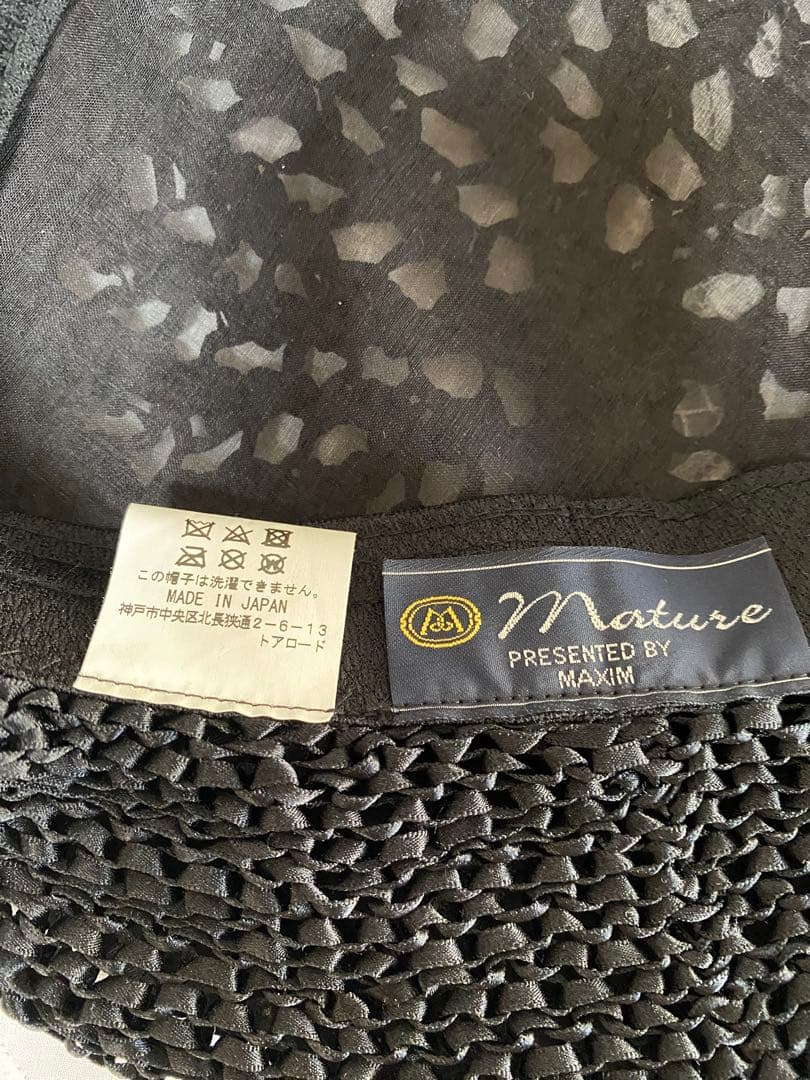 この帽子は洗濯できません。
MADE IN JAPAN
神戸市中央区北長狭通2-6-13
トアロード
Mature
PRESENTED BY
MAXIM